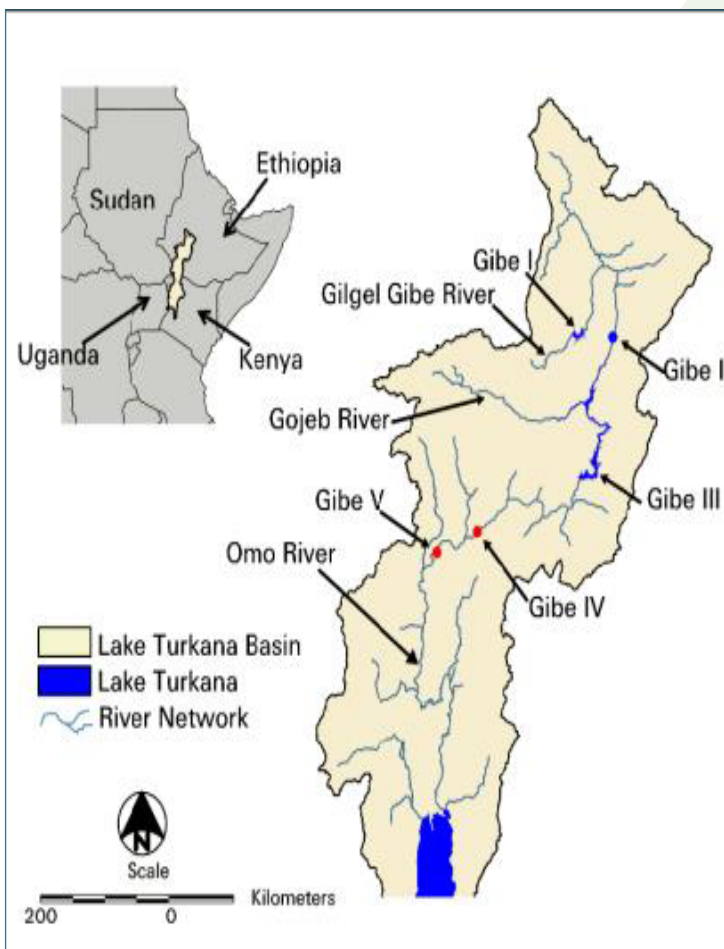 Ethiopia
Sudan
Uganda
Kenya
Gibe I
Gilgel Gibe River
Gibe I
Gojeb River
Gibe III
Gibe V
Omo River
Gibe IV
Lake Turkana Basin
Lake Turkana
River Network
N
Scale
Kilometers
200 0